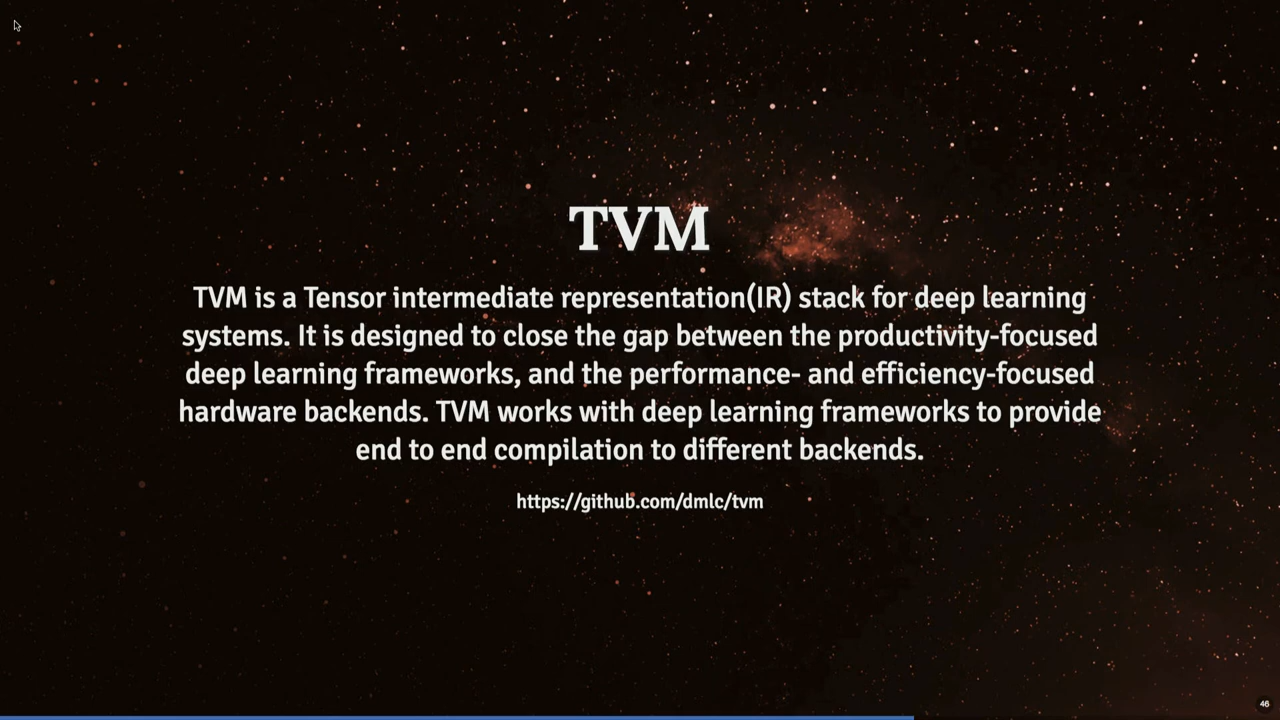 TVM
TVM is a Tensor intermediate representation(IR) stack for deep learning
systems. It is designed to close the gap between the productivity-focused
deep learning frameworks, and the performance- and efficiency-focused
hardware backends. TVM works with deep learning frameworks to provide
end to end compilation to different backends.
https://github.com/dmlc/tvm
46